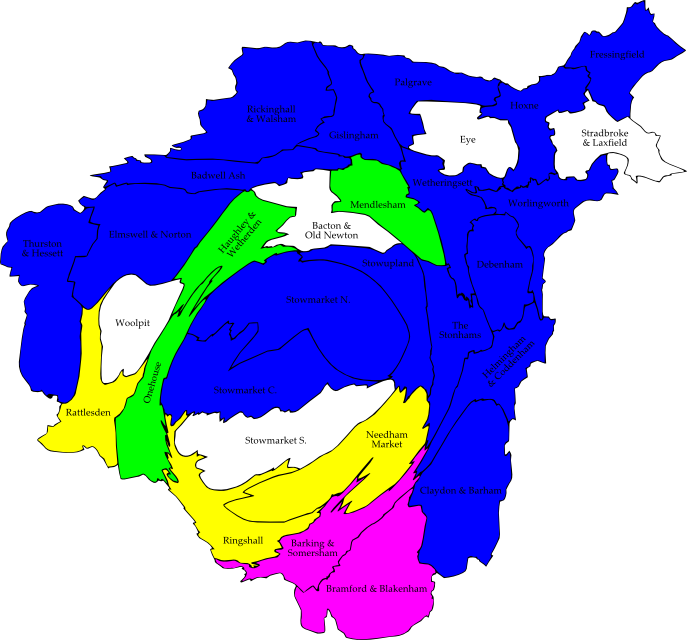 Fressingfield
Palgrave
Hoxne
Rickinghall
& Walsham
Gislingham
Eye
Stradbroke
& Laxfield
Badwell Ash
Wetheringsett
Mendlesham
Worlingworth
Haughley &
Wetherden
Bacton &
Old Newton
Thurston
& Hessett
Elmswell & Norton
Stowupland
Debenham
Stowmarket N.
Woolpit
The
Stonhams
Helmingham
& Coddenham
Onehouse
Stowmarket C.
Rattlesden
Stowmarket S.
Needham
Market
Claydon & Barham
Ringshall
Barking &
Somersham
Bramford & Blakenham